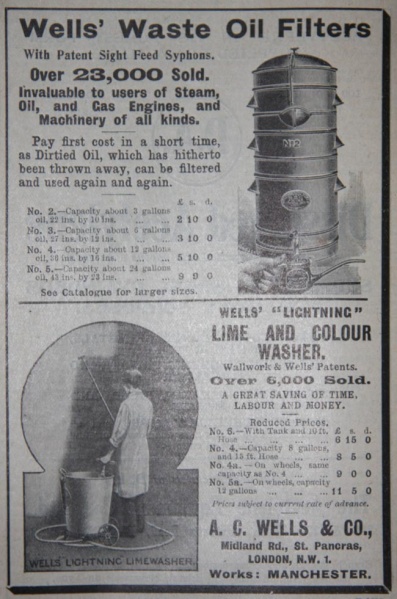 Wells' Waste Oil Filters
With Patent Sight Feed Syphons.
Over 23,000 Sold.
Invaluable to users of Steam,
Oil, and Gas Engines, and
Machinery of all kinds.
Pay first cost in a short time,
as Dirtied Oil, which has hitherto
been thrown away, can be filtered
and used again and again.
£ s. d.
No. 2.—Capacity about 3 gallons
oil, 22 ins. by 10 ins. ... ... 2 10 0
No. 3.—Capacity about 6 gallons
oil, 27 ins. by 12 ins. ... ... 3 10 0
No. 4.—Capacity about 12 gallons
oil, ins. by 16 ins. ... ... 5 10 0
No. 5.—Capacity about 24 gallons
oil, 43 ins. by 22 ins. ... ... 9 9 0
See Catalogue for larger sizes.
Nº2
WELLS' "LIGHTNING"
LIME AND COLOUR
WASHER.
Wallwork & Wells' Patents.
Over 5,000 Sold.
A GREAT SAVING OF TIME,
LABOUR AND MONEY.
Reduced Prices.
No. 6.—With Tank and 10 ft. £ s. d.
Hose ... ... ... ... 6 15 0
No. 4.—Capacity 8 gallons,
and 15 ft. Hose ... ... 8 5 0
No. 4a.—On wheels, same
capacity as No. 4 ... ... 9 0 0
No. 5a.—On wheels, capacity
12 gallons ... ... ... 11 5 0
Prices subject to current rate of advance.
A. C. WELLS & CO.,
Midland Rd., St. Pancras,
LONDON, N.W. 1.
Works: MANCHESTER.
WELLS' LIGHTNING LIMEWASHER.